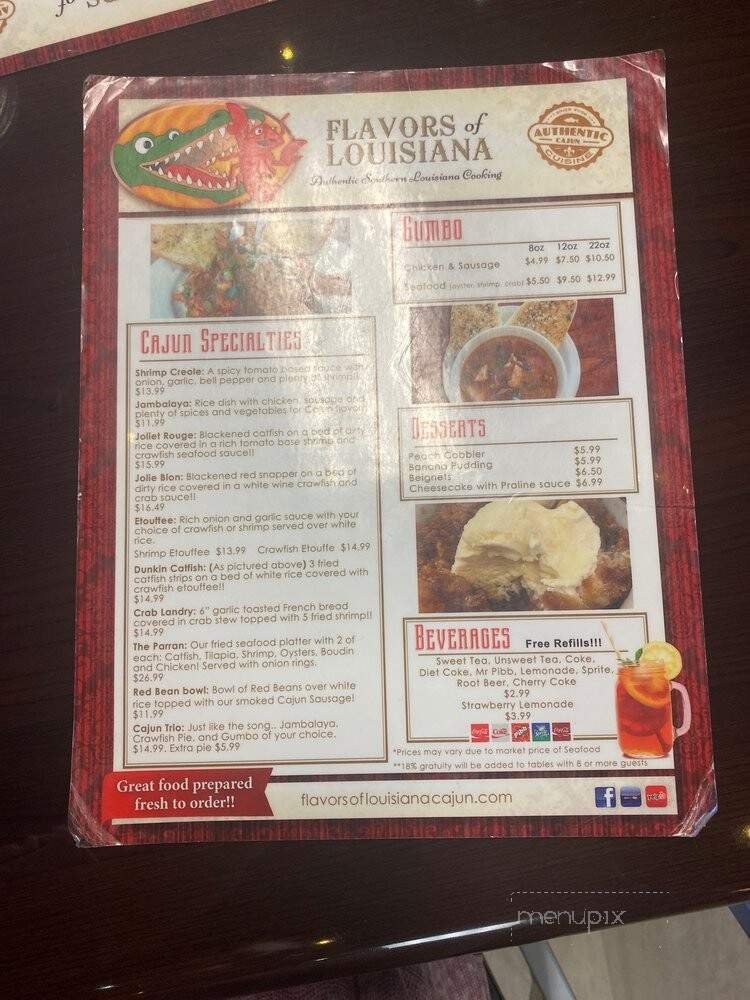 FLAVORS of
LOUISIANA
Authentic Southern Louisiana Cooking
AUTHENTIC
CAJUN
CUISINE
CAJUN SPECIALTIES
Shrimp Creole: A spicy tomato based sauce with
onion, garlic, bell pepper and plenty of shrimp!!
$13.99
Jambalaya: Rice dish with chicken, sausage and
plenty of spices and vegetables for Cajun flavor!!
$11.99
Joliet Rouge: Blackened catfish on a bed of dirty
rice covered in a rich tomato base shrimp and
crawfish seafood sauce!!
$15.99
Jolie Blon: Blackened red snapper on a bed of
dirty rice covered in a white wine crawfish and
crab sauce!!
$16.49
Etouffee: Rich onion and garlic sauce with your
choice of crawfish or shrimp served over white
rice.
Shrimp Etouffee $13.99 Crawfish Etouffe $14.99
Dunkin Catfish: (As pictured above) 3 fried
catfish strips on a bed of white rice covered with
crawfish etouffee!!
$14.99
Crab Landry: 6" garlic toasted French bread
covered in crab stew topped with 5 fried shrimp!!
$14.99
The Parran: Our fried seafood platter with 2 of
each: Catfish, Tilapia, Shrimp, Oysters, Boudin
and Chicken! Served with onion rings.
$26.99
Red Bean bowl: Bowl of Red Beans over white
rice topped with our smoked Cajun Sausage!
$11.99
Cajun Trio: Just like the song.. Jambalaya,
Crawfish Pie, and Gumbo of your choice.
$14.99. Extra pie $5.99
GUMBO
8oz 12oz 22oz
Chicken & Sausage $4.99 $7.50 $10.50
Seafood (oyster, shrimp, crab) $5.50 $9.50 $12.99
DESSERTS
Peach Cobbler $5.99
Banana Pudding $5.99
Beignets $6.50
Cheesecake with Praline sauce $6.99
BEVERAGES Free Refills!!!
Sweet Tea, Unsweet Tea, Coke,
Diet Coke, Mr Pibb, Lemonade, Sprite,
Root Beer, Cherry Coke
$2.99
Strawberry Lemonade
$3.99
*Prices may vary due to market price of Seafood
**18% gratuity will be added to tables with 8 or more guests
Great food prepared
fresh to order!!
flavorsoflouisianacajun.com
menupix